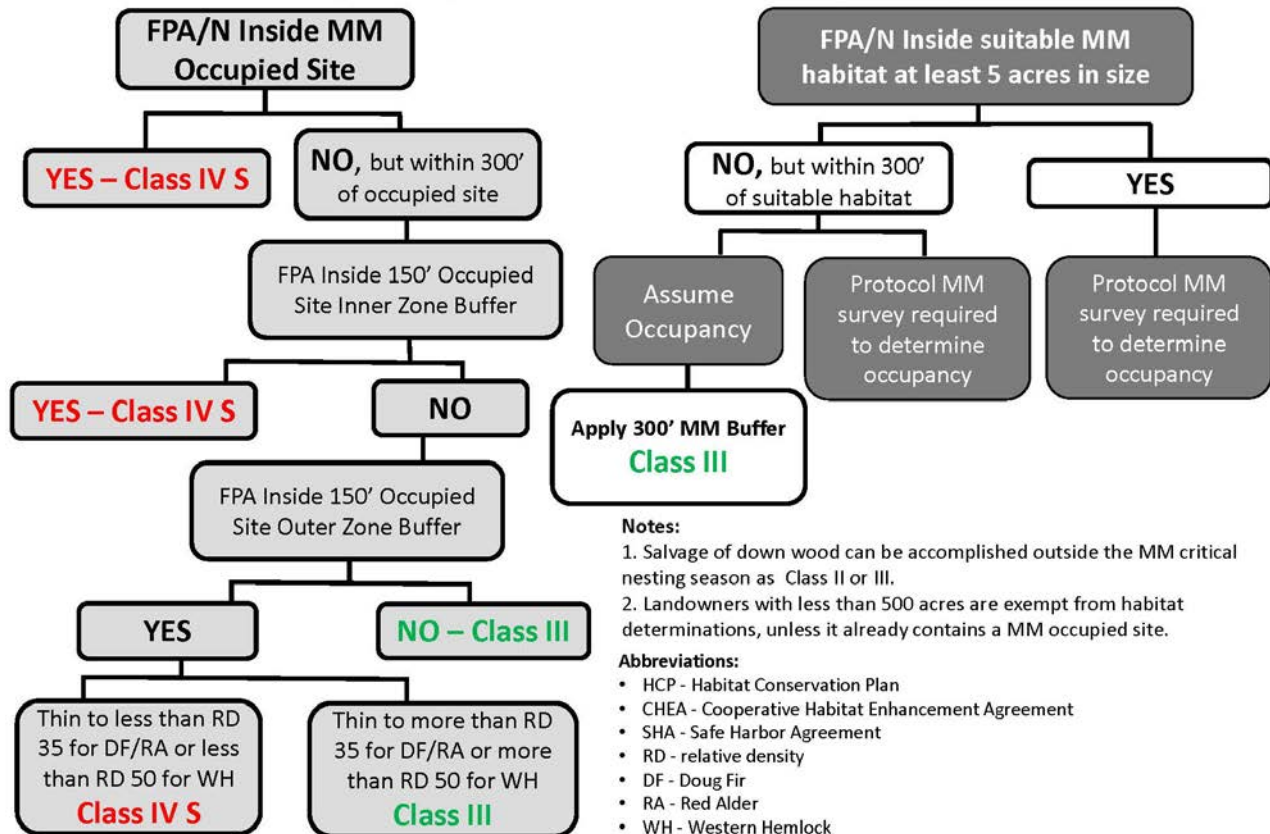 FPA/N Inside MM
Occupied Site
YES – Class IV S
NO, but within 300’
of occupied site
FPA Inside 150’ Occupied
Site Inner Zone Buffer
YES – Class IV S
NO
FPA Inside 150’ Occupied
Site Outer Zone Buffer
YES
NO – Class III
Thin to less than RD
35 for DF/RA or less
than RD 50 for WH
Class IV S
Thin to more than RD
35 for DF/RA or more
than RD 50 for WH
Class III
FPA/N Inside suitable MM
habitat at least 5 acres in size
NO, but within 300’
of suitable habitat
YES
Assume
Occupancy
Protocol MM
survey required
to determine
occupancy
Protocol MM
survey required
to determine
occupancy
Apply 300’ MM Buffer
Class III
Notes:
1. Salvage of down wood can be accomplished outside the MM critical
nesting season as Class II or III.
2. Landowners with less than 500 acres are exempt from habitat
determinations, unless it already contains a MM occupied site.
Abbreviations:
• HCP - Habitat Conservation Plan
• CHEA - Cooperative Habitat Enhancement Agreement
• SHA - Safe Harbor Agreement
• RD - relative density
• DF - Doug Fir
• RA - Red Alder
• WH - Western Hemlock